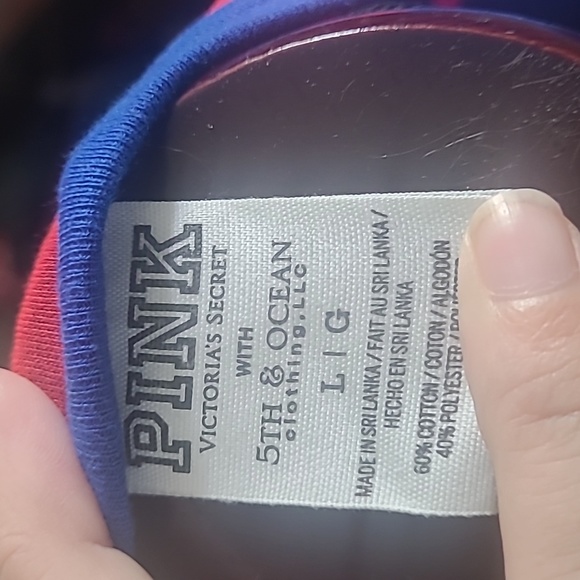 PINK
VICTORIA'S SECRET
WITH
5TH & OCEAN
clothing, LLC
L | G
MADE IN SRI LANKA / FAIT AU SRI LANKA /
HECHO EN SRI LANKA
60% COTTON / COTON / ALGODÓN
40% POLYESTER /